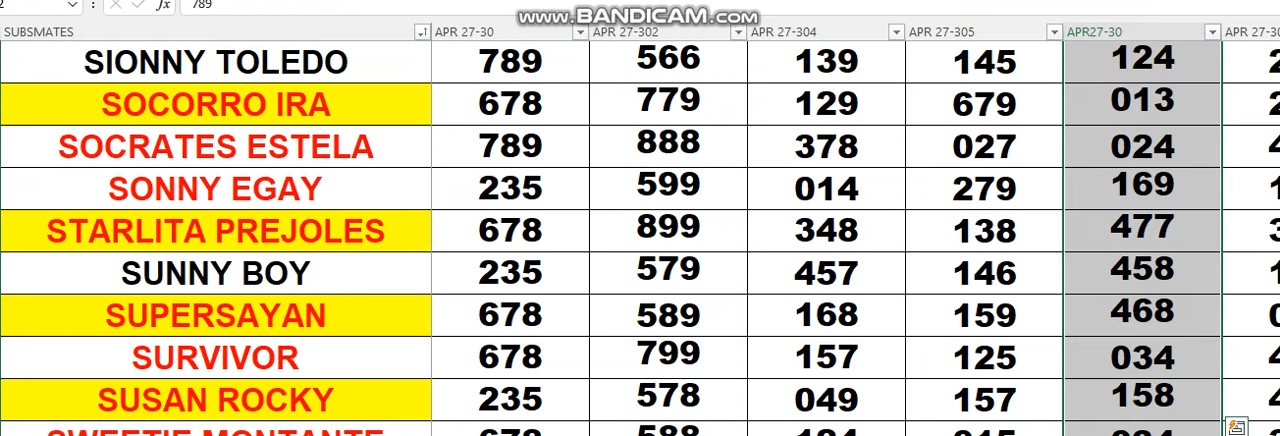 789
www.BANDICAM.com
SUBSMATES APR 27-30 APR 27-302 APR 27-304 APR 27-305 APR27-30
SIONNY TOLEDO 789 566 139 145 124
SOCORRO IRA 678 779 129 679 013
SOCRATES ESTELA 789 888 378 027 024
SONNY EGAY 235 599 014 279 169
STARLITA PREJOLES 678 899 348 138 477
SUNNY BOY 235 579 457 146 458
SUPERSAYAN 678 589 168 159 468
SURVIVOR 678 799 157 125 034
SUSAN ROCKY 235 578 049 157 158
SWEETIE MONTANTE 678 588